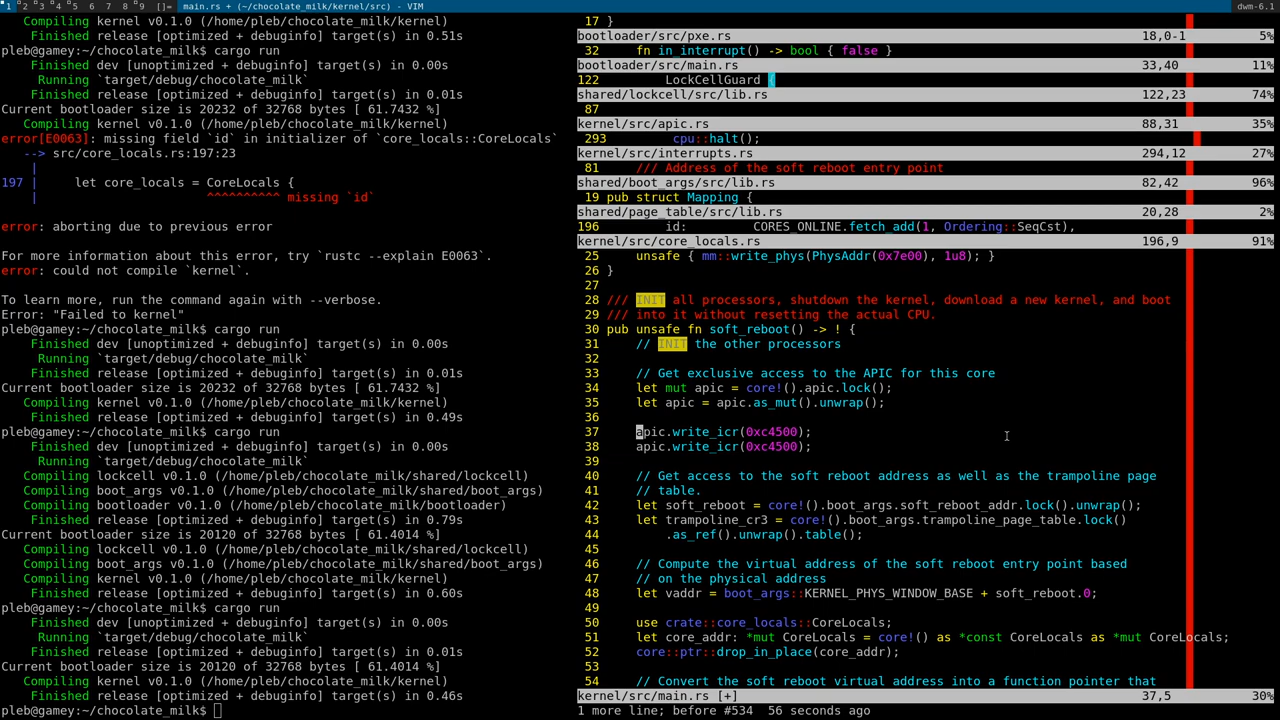 1 2 3 4 5 6 7 8 9 []= main.rs + (~/chocolate_milk/kernel/src) - VIM dwm-6.1
Compiling kernel v0.1.0 (/home/pleb/chocolate_milk/kernel)
Finished release [optimized + debuginfo] target(s) in 0.51s
pleb@gamey:~/chocolate_milk$ cargo run
Finished dev [unoptimized + debuginfo] target(s) in 0.00s
Running `target/debug/chocolate_milk`
Finished release [optimized + debuginfo] target(s) in 0.01s
Current bootloader size is 20232 of 32768 bytes [ 61.7432 %]
Compiling kernel v0.1.0 (/home/pleb/chocolate_milk/kernel)
error[E0063]: missing field `id` in initializer of `core_locals::CoreLocals`
--> src/core_locals.rs:197:23
|
197 | let core_locals = CoreLocals {
| ^^^^^^^^^^ missing `id`
error: aborting due to previous error
For more information about this error, try `rustc --explain E0063`.
error: could not compile `kernel`.
To learn more, run the command again with --verbose.
Error: "Failed to kernel"
pleb@gamey:~/chocolate_milk$ cargo run
Finished dev [unoptimized + debuginfo] target(s) in 0.00s
Running `target/debug/chocolate_milk`
Finished release [optimized + debuginfo] target(s) in 0.01s
Current bootloader size is 20232 of 32768 bytes [ 61.7432 %]
Compiling kernel v0.1.0 (/home/pleb/chocolate_milk/kernel)
Finished release [optimized + debuginfo] target(s) in 0.49s
pleb@gamey:~/chocolate_milk$ cargo run
Finished dev [unoptimized + debuginfo] target(s) in 0.00s
Running `target/debug/chocolate_milk`
Compiling lockcell v0.1.0 (/home/pleb/chocolate_milk/shared/lockcell)
Compiling boot_args v0.1.0 (/home/pleb/chocolate_milk/shared/boot_args)
Compiling bootloader v0.1.0 (/home/pleb/chocolate_milk/bootloader)
Finished release [optimized + debuginfo] target(s) in 0.79s
Current bootloader size is 20120 of 32768 bytes [ 61.4014 %]
Compiling lockcell v0.1.0 (/home/pleb/chocolate_milk/shared/lockcell)
Compiling boot_args v0.1.0 (/home/pleb/chocolate_milk/shared/boot_args)
Compiling kernel v0.1.0 (/home/pleb/chocolate_milk/kernel)
Finished release [optimized + debuginfo] target(s) in 0.60s
pleb@gamey:~/chocolate_milk$ cargo run
Finished dev [unoptimized + debuginfo] target(s) in 0.00s
Running `target/debug/chocolate_milk`
Finished release [optimized + debuginfo] target(s) in 0.01s
Current bootloader size is 20120 of 32768 bytes [ 61.4014 %]
Compiling kernel v0.1.0 (/home/pleb/chocolate_milk/kernel)
Finished release [optimized + debuginfo] target(s) in 0.46s
pleb@gamey:~/chocolate_milk$
17 }
bootloader/src/pxe.rs 18,0-1 5%
32 fn in_interrupt() -> bool { false }
bootloader/src/main.rs 33,40 11%
122 LockCellGuard {
shared/lockcell/src/lib.rs 122,23 74%
87
kernel/src/apic.rs 88,31 35%
293 cpu::halt();
kernel/src/interrupts.rs 294,12 27%
81 /// Address of the soft reboot entry point
shared/boot_args/src/lib.rs 82,42 96%
19 pub struct Mapping {
shared/page_table/src/lib.rs 20,28 2%
196 id: CORES_ONLINE.fetch_add(1, Ordering::SeqCst),
kernel/src/core_locals.rs 196,9 91%
25 unsafe { mm::write_phys(PhysAddr(0x7e00), 1u8); }
26 }
27
28 /// INIT all processors, shutdown the kernel, download a new kernel, and boot
29 /// into it without resetting the actual CPU.
30 pub unsafe fn soft_reboot() -> ! {
31 // INIT the other processors
32
33 // Get exclusive access to the APIC for this core
34 let mut apic = core!().apic.lock();
35 let apic = apic.as_mut().unwrap();
36
37 apic.write_icr(0xc4500);
38 apic.write_icr(0xc4500);
39
40 // Get access to the soft reboot address as well as the trampoline page
41 // table.
42 let soft_reboot = core!().boot_args.soft_reboot_addr.lock().unwrap();
43 let trampoline_cr3 = core!().boot_args.trampoline_page_table.lock()
44 .as_ref().unwrap().table();
45
46 // Compute the virtual address of the soft reboot entry point based
47 // on the physical address
48 let vaddr = boot_args::KERNEL_PHYS_WINDOW_BASE + soft_reboot.0;
49
50 use crate::core_locals::CoreLocals;
51 let core_addr: *mut CoreLocals = core!() as *const CoreLocals as *mut CoreLocals;
52 core::ptr::drop_in_place(core_addr);
53
54 // Convert the soft reboot virtual address into a function pointer that
kernel/src/main.rs [+] 37,5 30%
1 more line; before #534 56 seconds ago